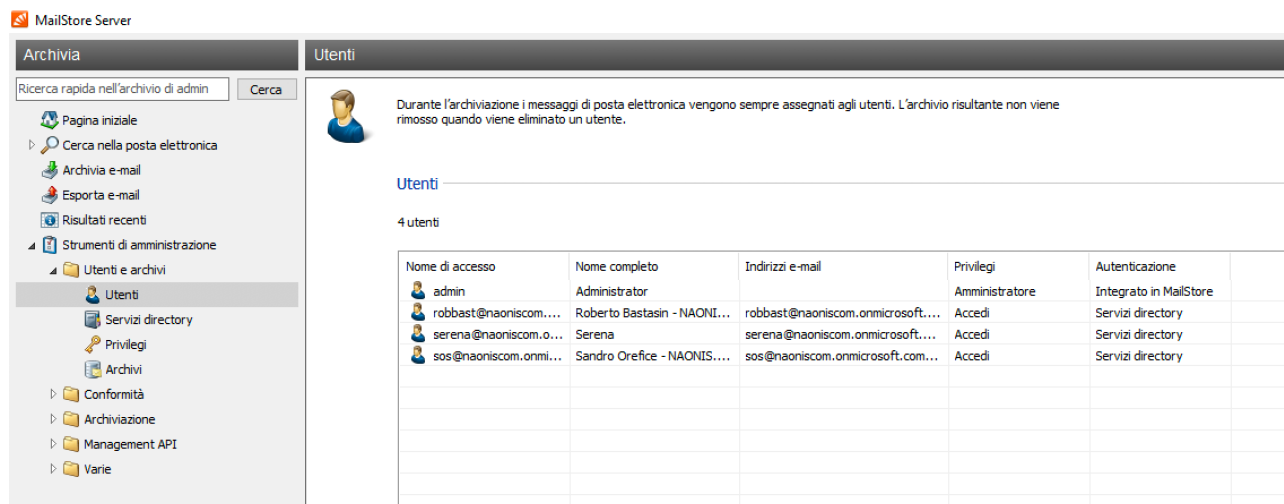 MailStore Server
Archivia
Ricerca rapida nell'archivio di admin
Cerca
Pagina iniziale
Cerca nella posta elettronica
Archivia e-mail
Esporta e-mail
Risultati recenti
Strumenti di amministrazione
Utenti e archivi
Utenti
Servizi directory
Privilegi
Archivi
Conformità
Archiviazione
Management API
Varie
Utenti
Durante l'archiviazione i messaggi di posta elettronica vengono sempre assegnati agli utenti. L'archivio risultante non viene
rimosso quando viene eliminato un utente.
Utenti
4 utenti
Nome di accesso Nome completo Indirizzi e-mail Privilegi Autenticazione
admin Administrator Amministratore Integrato in MailStore
robbast@naoniscom.... Roberto Bastasin - NAONI... robbast@naoniscom.onmicrosoft.... Accedi Servizi directory
serena@naoniscom.o... Serena serena@naoniscom.onmicrosoft.... Accedi Servizi directory
sos@naoniscom.onmi... Sandro Orefice - NAONIS.... sos@naoniscom.onmicrosoft.com... Accedi Servizi directory